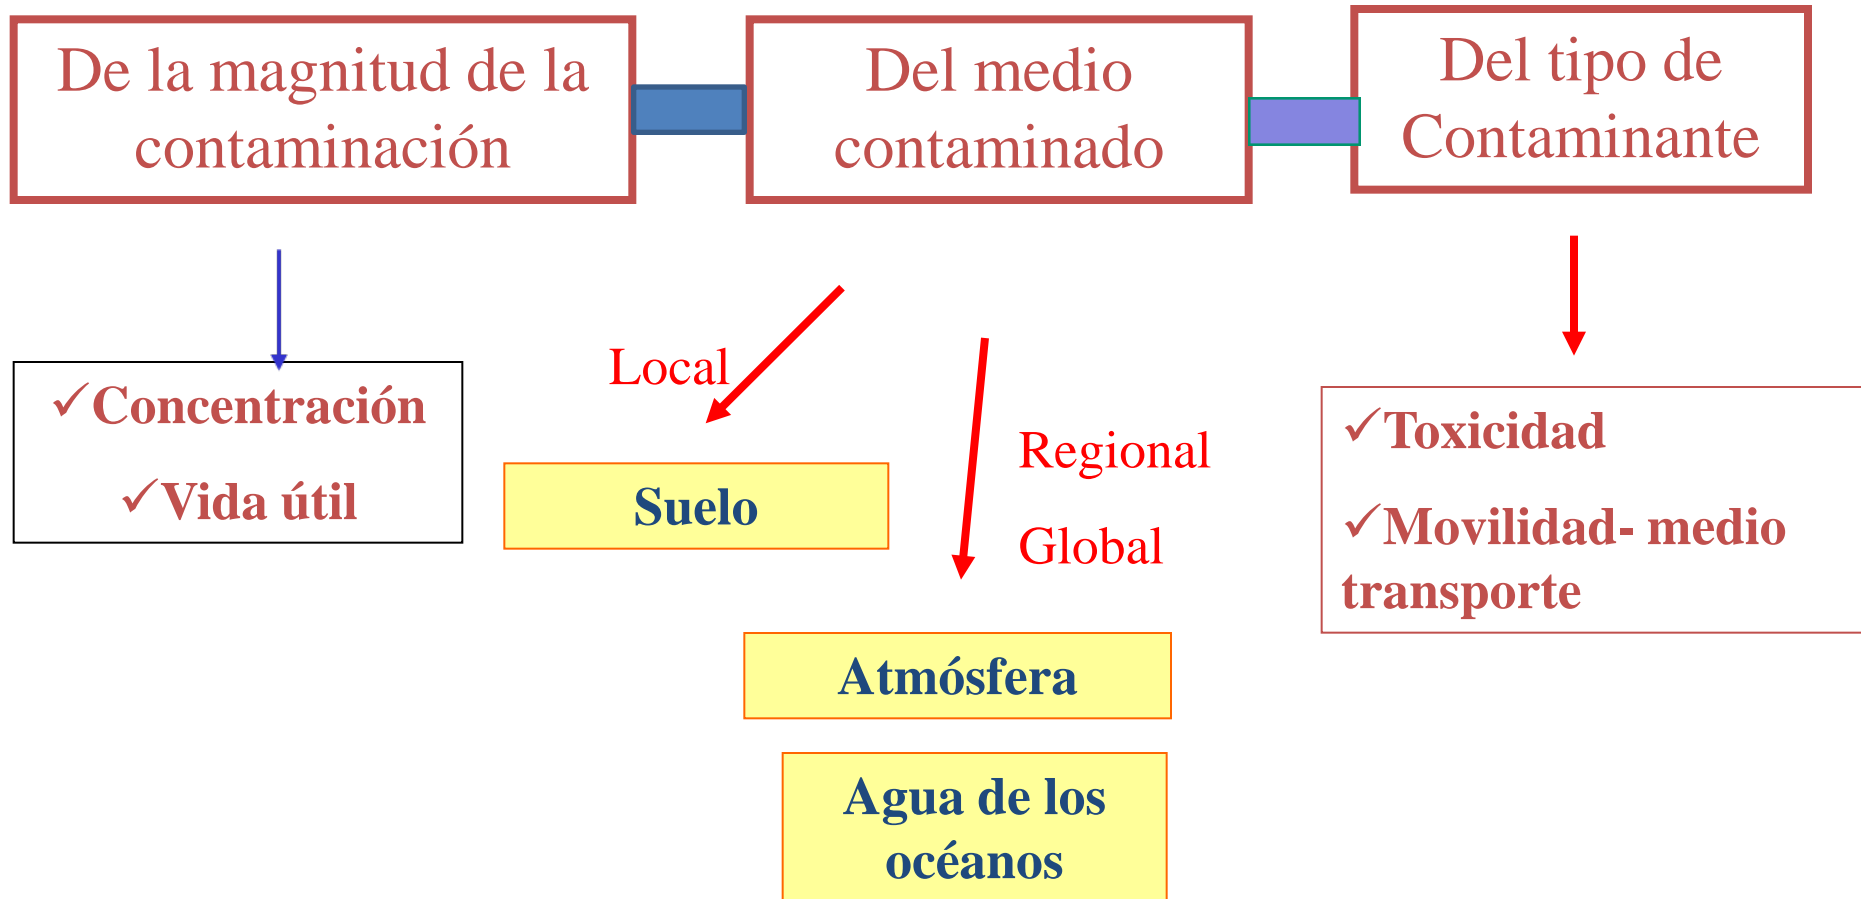 De la magnitud de la
contaminación
Del medio
contaminado
Del tipo de
Contaminante
✓Concentración
✓Vida útil
Local
Suelo
Regional
Global
Atmósfera
Agua de los
océanos
✓Toxicidad
✓Movilidad- medio
transporte